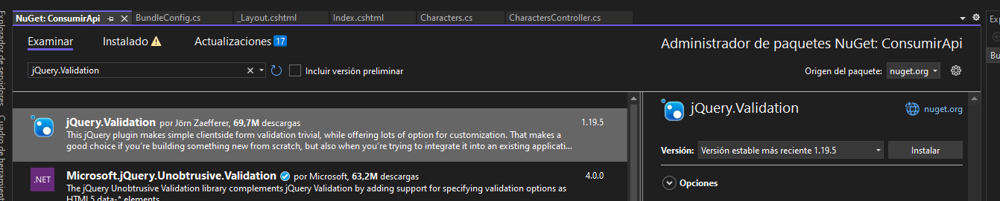 NuGet: ConsumirApi
BundleConfig.cs
_Layout.cshtml
Index.cshtml
Characters.cs
CharactersController.cs
Examinar
Instalado
Actualizaciones 17
Administrador de paquetes NuGet: ConsumirApi
jQuery.Validation
Incluir versión preliminar
Origen del paquete: nuget.org
jQuery.Validation por Jörn Zaefferer, 69,7M descargas
1.19.5
This jQuery plugin makes simple clientside form validation trivial, while offering lots of option for customization. That makes a
good choice if you're building something new from scratch, but also when you're trying to integrate it into an existing applicati...
.NET
Microsoft.jQuery.Unobtrusive.Validation por Microsoft, 63,2M descargas
4.0.0
The jQuery Unobtrusive Validation library complements jQuery Validation by adding support for specifying validation options as
HTML5 data-* elements
jQuery.Validation
nuget.org
Versión: Versión estable más reciente 1.19.5
Instalar
Opciones
Explorador de servidores
Cuadro de herramient
Exp
Bu